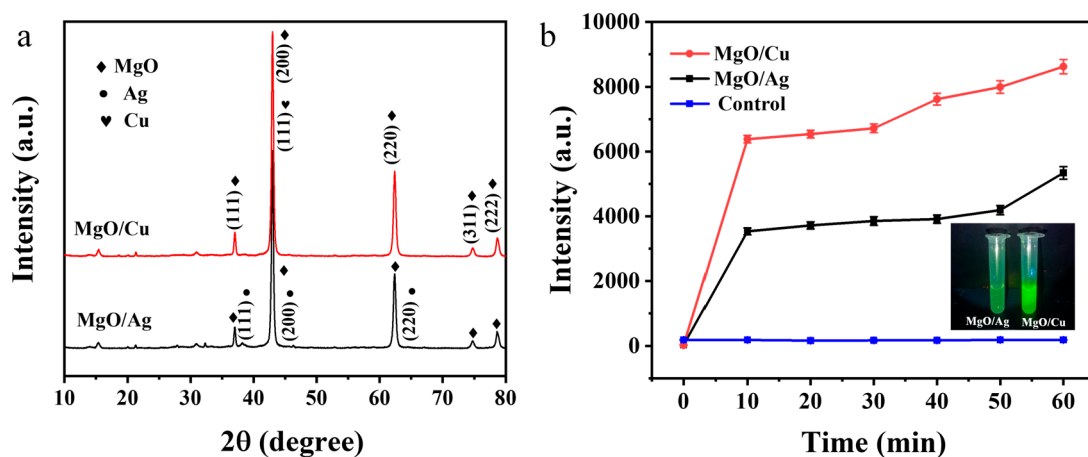 a
♦ MgO
● Ag
♥ Cu
MgO/Cu
(111)♦
(111)♥(200)♦
(220)♦
(311)♦
(222)♦
MgO/Ag
♦
(111)●
♦
(200)●
♦
(220)●
♦
♦
Intensity (a.u.)
10 20 30 40 50 60 70 80
2θ (degree)
b
MgO/Cu
MgO/Ag
Control
10000
8000
6000
4000
2000
0
Intensity (a.u.)
MgO/Ag MgO/Cu
0 10 20 30 40 50 60
Time (min)